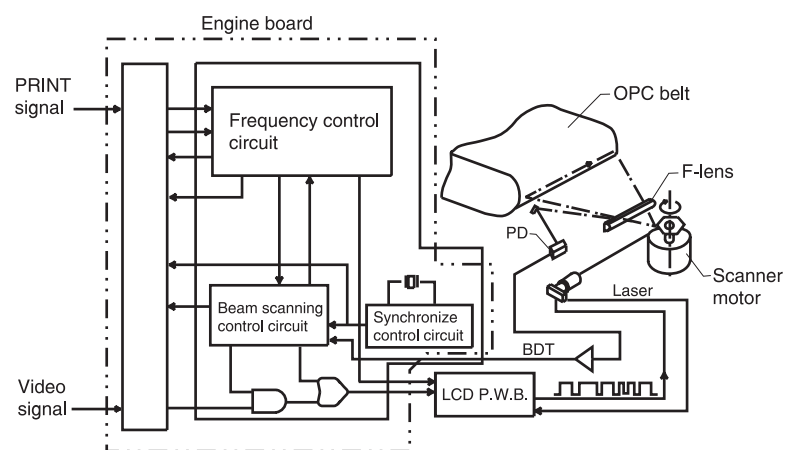 Engine board
PRINT
signal
Frequency control
circuit
OPC belt
F-lens
PD
Scanner
motor
Laser
Beam scanning
control circuit
Synchronize
control circuit
BDT
LCD P.W.B.
Video
signal